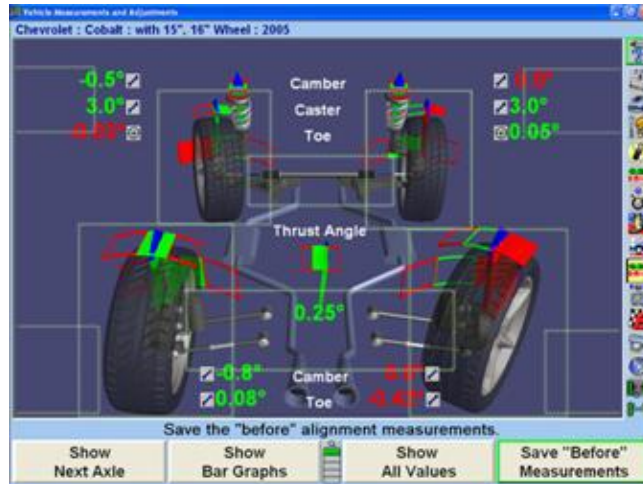 Vehicle Measurements and Adjustments
Chevrolet : Cobalt : with 15", 16" Wheel : 2005
-0.5° Camber
3.0° Caster 3.0°
Toe 0.05°
Thrust Angle
0.25°
-0.8° Camber
0.08° Toe
Save the "before" alignment measurements.
Show Show Show Save "Before"
Next Axle Bar Graphs All Values Measurements